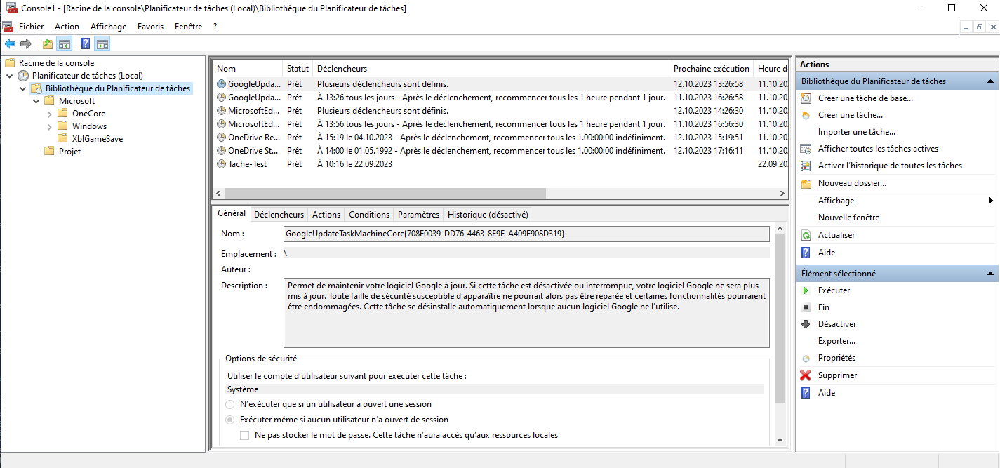 Console1 - [Racine de la console\Planificateur de tâches (Local)\Bibliothèque du Planificateur de tâches]
Fichier Action Affichage Favoris Fenêtre ?
Racine de la console
Planificateur de tâches (Local)
Bibliothèque du Planificateur de tâches
Microsoft
OneCore
Windows
XblGameSave
Projet
Nom Statut Déclencheurs Prochaine exécution Heure d
GoogleUpda... Prêt Plusieurs déclencheurs sont définis. 12.10.2023 13:26:58 11.10.20
GoogleUpda... Prêt À 13:26 tous les jours - Après le déclenchement, recommencer tous les 1 heure pendant 1 jour. 11.10.2023 16:26:58 11.10.20
MicrosoftEd... Prêt Plusieurs déclencheurs sont définis. 12.10.2023 14:26:30 11.10.20
MicrosoftEd... Prêt À 13:56 tous les jours - Après le déclenchement, recommencer tous les 1 heure pendant 1 jour. 11.10.2023 16:56:30 11.10.20
OneDrive Re... Prêt À 15:19 le 04.10.2023 - Après le déclenchement, recommencer tous les 1.00:00:00 indéfiniment. 12.10.2023 15:19:51 11.10.20
OneDrive St... Prêt À 14:00 le 01.05.1992 - Après le déclenchement, recommencer tous les 1.00:00:00 indéfiniment. 12.10.2023 17:16:11 11.10.20
Tache-Test Prêt À 10:16 le 22.09.2023 22.09.20
Général Déclencheurs Actions Conditions Paramètres Historique (désactivé)
Nom : GoogleUpdateTaskMachineCore{708F0039-DD76-4463-8F9F-A409F908D319}
Emplacement : \
Auteur :
Description : Permet de maintenir votre logiciel Google à jour. Si cette tâche est désactivée ou interrompue, votre logiciel Google ne sera plus
mis à jour. Toute faille de sécurité susceptible d'apparaître ne pourrait alors pas être réparée et certaines fonctionnalités pourraient
être endommagées. Cette tâche se désinstalle automatiquement lorsque aucun logiciel Google ne l'utilise.
Options de sécurité
Utiliser le compte d'utilisateur suivant pour exécuter cette tâche :
Système
N'exécuter que si un utilisateur a ouvert une session
Exécuter même si aucun utilisateur n'a ouvert de session
Ne pas stocker le mot de passe. Cette tâche n'aura accès qu'aux ressources locales
Actions
Bibliothèque du Planificateur de tâches
Créer une tâche de base...
Créer une tâche...
Importer une tâche...
Afficher toutes les tâches actives
Activer l'historique de toutes les tâches
Nouveau dossier...
Affichage
Nouvelle fenêtre
Actualiser
Aide
Élément sélectionné
Exécuter
Fin
Désactiver
Exporter...
Propriétés
Supprimer
Aide